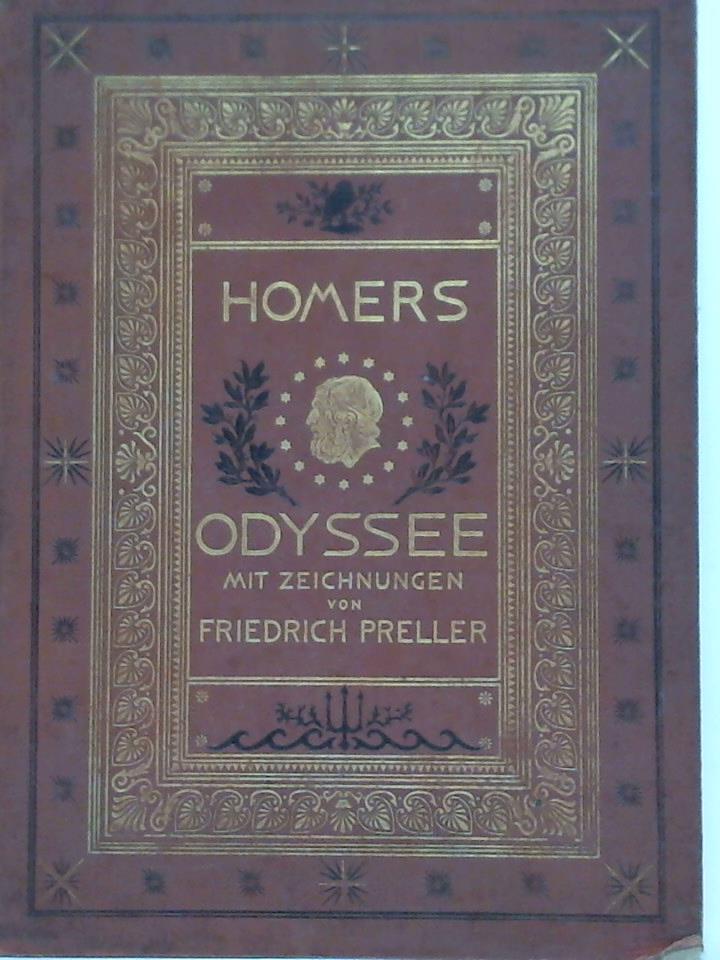 HOMERS
ODYSSEE
MIT ZEICHNUNGEN
VON
FRIEDRICH PRELLER